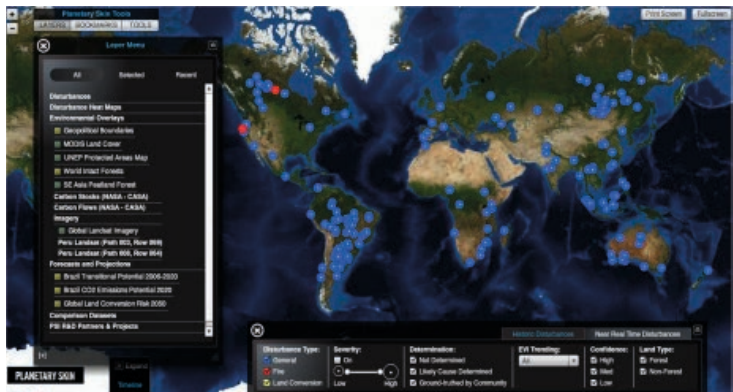 Planetary Skin Tools
LAYERS BOOKMARKS TOOLS
Print Screen
Fullscreen
Layer Menu
All Selected Recent
Disturbances
Disturbance Heat Maps
Environmental Overlays
Geopolitical Boundaries
MODIS Land Cover
UNEP Protected Areas Map
World Intact Forests
SE Asia Peatland Forest
Carbon Stocks (NASA - CASA)
Carbon Flows (NASA - CASA)
Imagery
Global Landsat Imagery
Peru Landsat (Path 003, Row 069)
Peru Landsat (Path 006, Row 064)
Forecasts and Projections
Brazil Transitional Potential 2006-2020
Brazil CO2 Emissions Potential 2020
Global Land Conversion Risk 2050
Comparison Datasets
PSI R&D Partners & Projects
Historic Disturbances
Near Real Time Disturbances
Disturbance Type:
General
Fire
Land Conversion
Severity:
On
Low High
Determination:
Not Determined
Likely Cause Determined
Ground-truthed by Community
EVI Trending:
All
Confidence:
High
Med
Low
Land Type:
Forest
Non-Forest
PLANETARY SKIN
Expand
Timeline